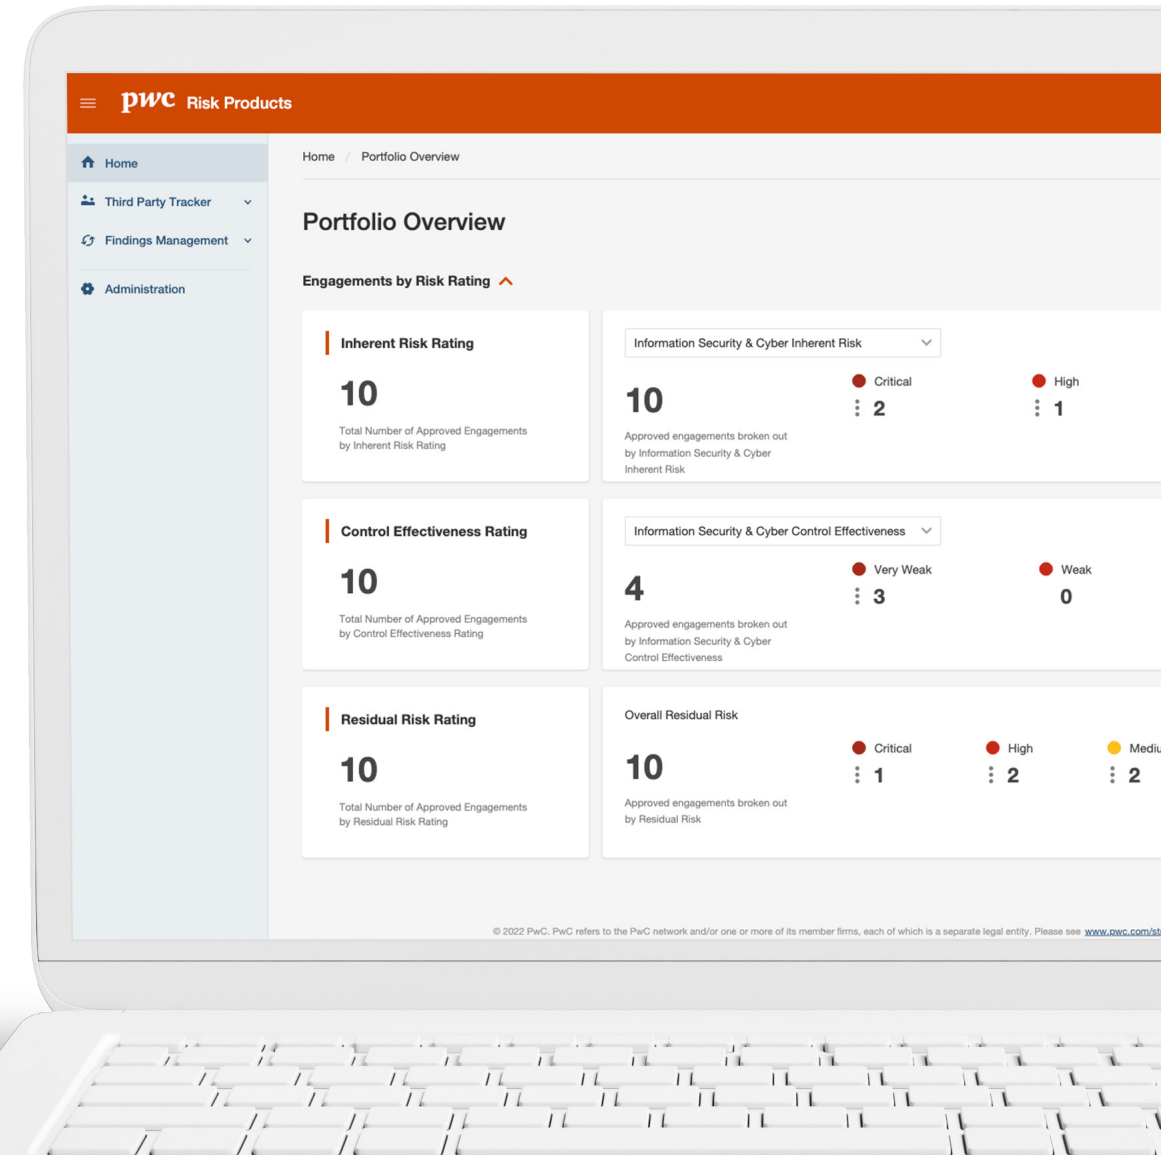 pwc Risk Products
Home
Third Party Tracker
Findings Management
Administration
Home / Portfolio Overview
Portfolio Overview
Engagements by Risk Rating
Inherent Risk Rating
10
Total Number of Approved Engagements
by Inherent Risk Rating
Information Security & Cyber Inherent Risk
10
Approved engagements broken out
by Information Security & Cyber
Inherent Risk
Critical
2
High
1
Control Effectiveness Rating
10
Total Number of Approved Engagements
by Control Effectiveness Rating
Information Security & Cyber Control Effectiveness
4
Approved engagements broken out
by Information Security & Cyber
Control Effectiveness
Very Weak
3
Weak
0
Residual Risk Rating
10
Total Number of Approved Engagements
by Residual Risk Rating
Overall Residual Risk
10
Approved engagements broken out
by Residual Risk
Critical
1
High
2
Mediu
2
© 2022 PwC. PwC refers to the PwC network and/or one or more of its member firms, each of which is a separate legal entity. Please see www.pwc.com/st